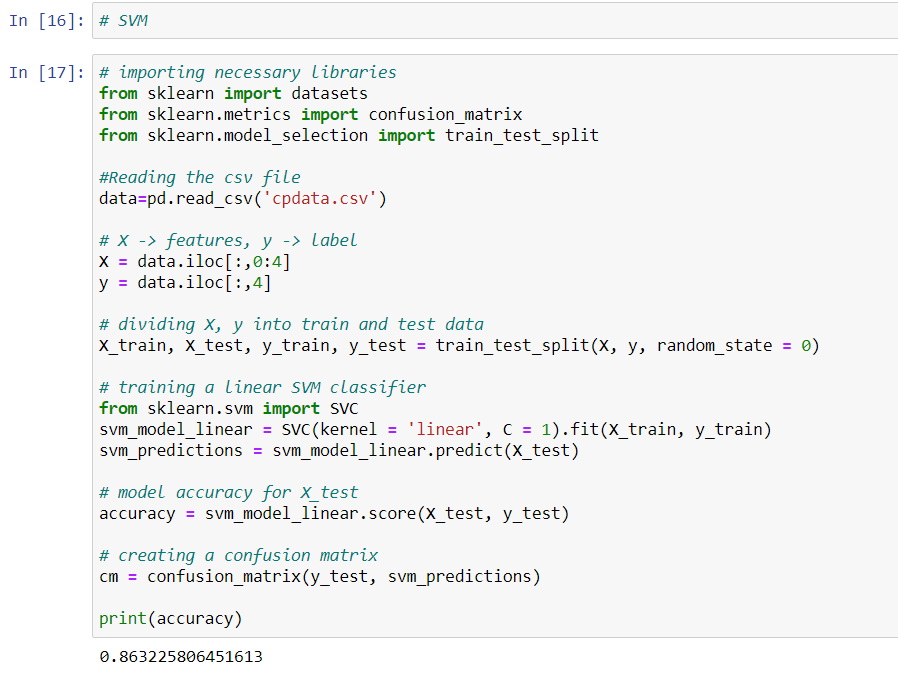 In [16]: # SVM
In [17]: # importing necessary libraries
from sklearn import datasets
from sklearn.metrics import confusion_matrix
from sklearn.model_selection import train_test_split
#Reading the csv file
data=pd.read_csv('cpdata.csv')
# X -> features, y -> label
X = data.iloc[:,0:4]
y = data.iloc[:,4]
# dividing X, y into train and test data
X_train, X_test, y_train, y_test = train_test_split(X, y, random_state = 0)
# training a linear SVM classifier
from sklearn.svm import SVC
svm_model_linear = SVC(kernel = 'linear', C = 1).fit(X_train, y_train)
svm_predictions = svm_model_linear.predict(X_test)
# model accuracy for X_test
accuracy = svm_model_linear.score(X_test, y_test)
# creating a confusion matrix
cm = confusion_matrix(y_test, svm_predictions)
print(accuracy)
0.863225806451613